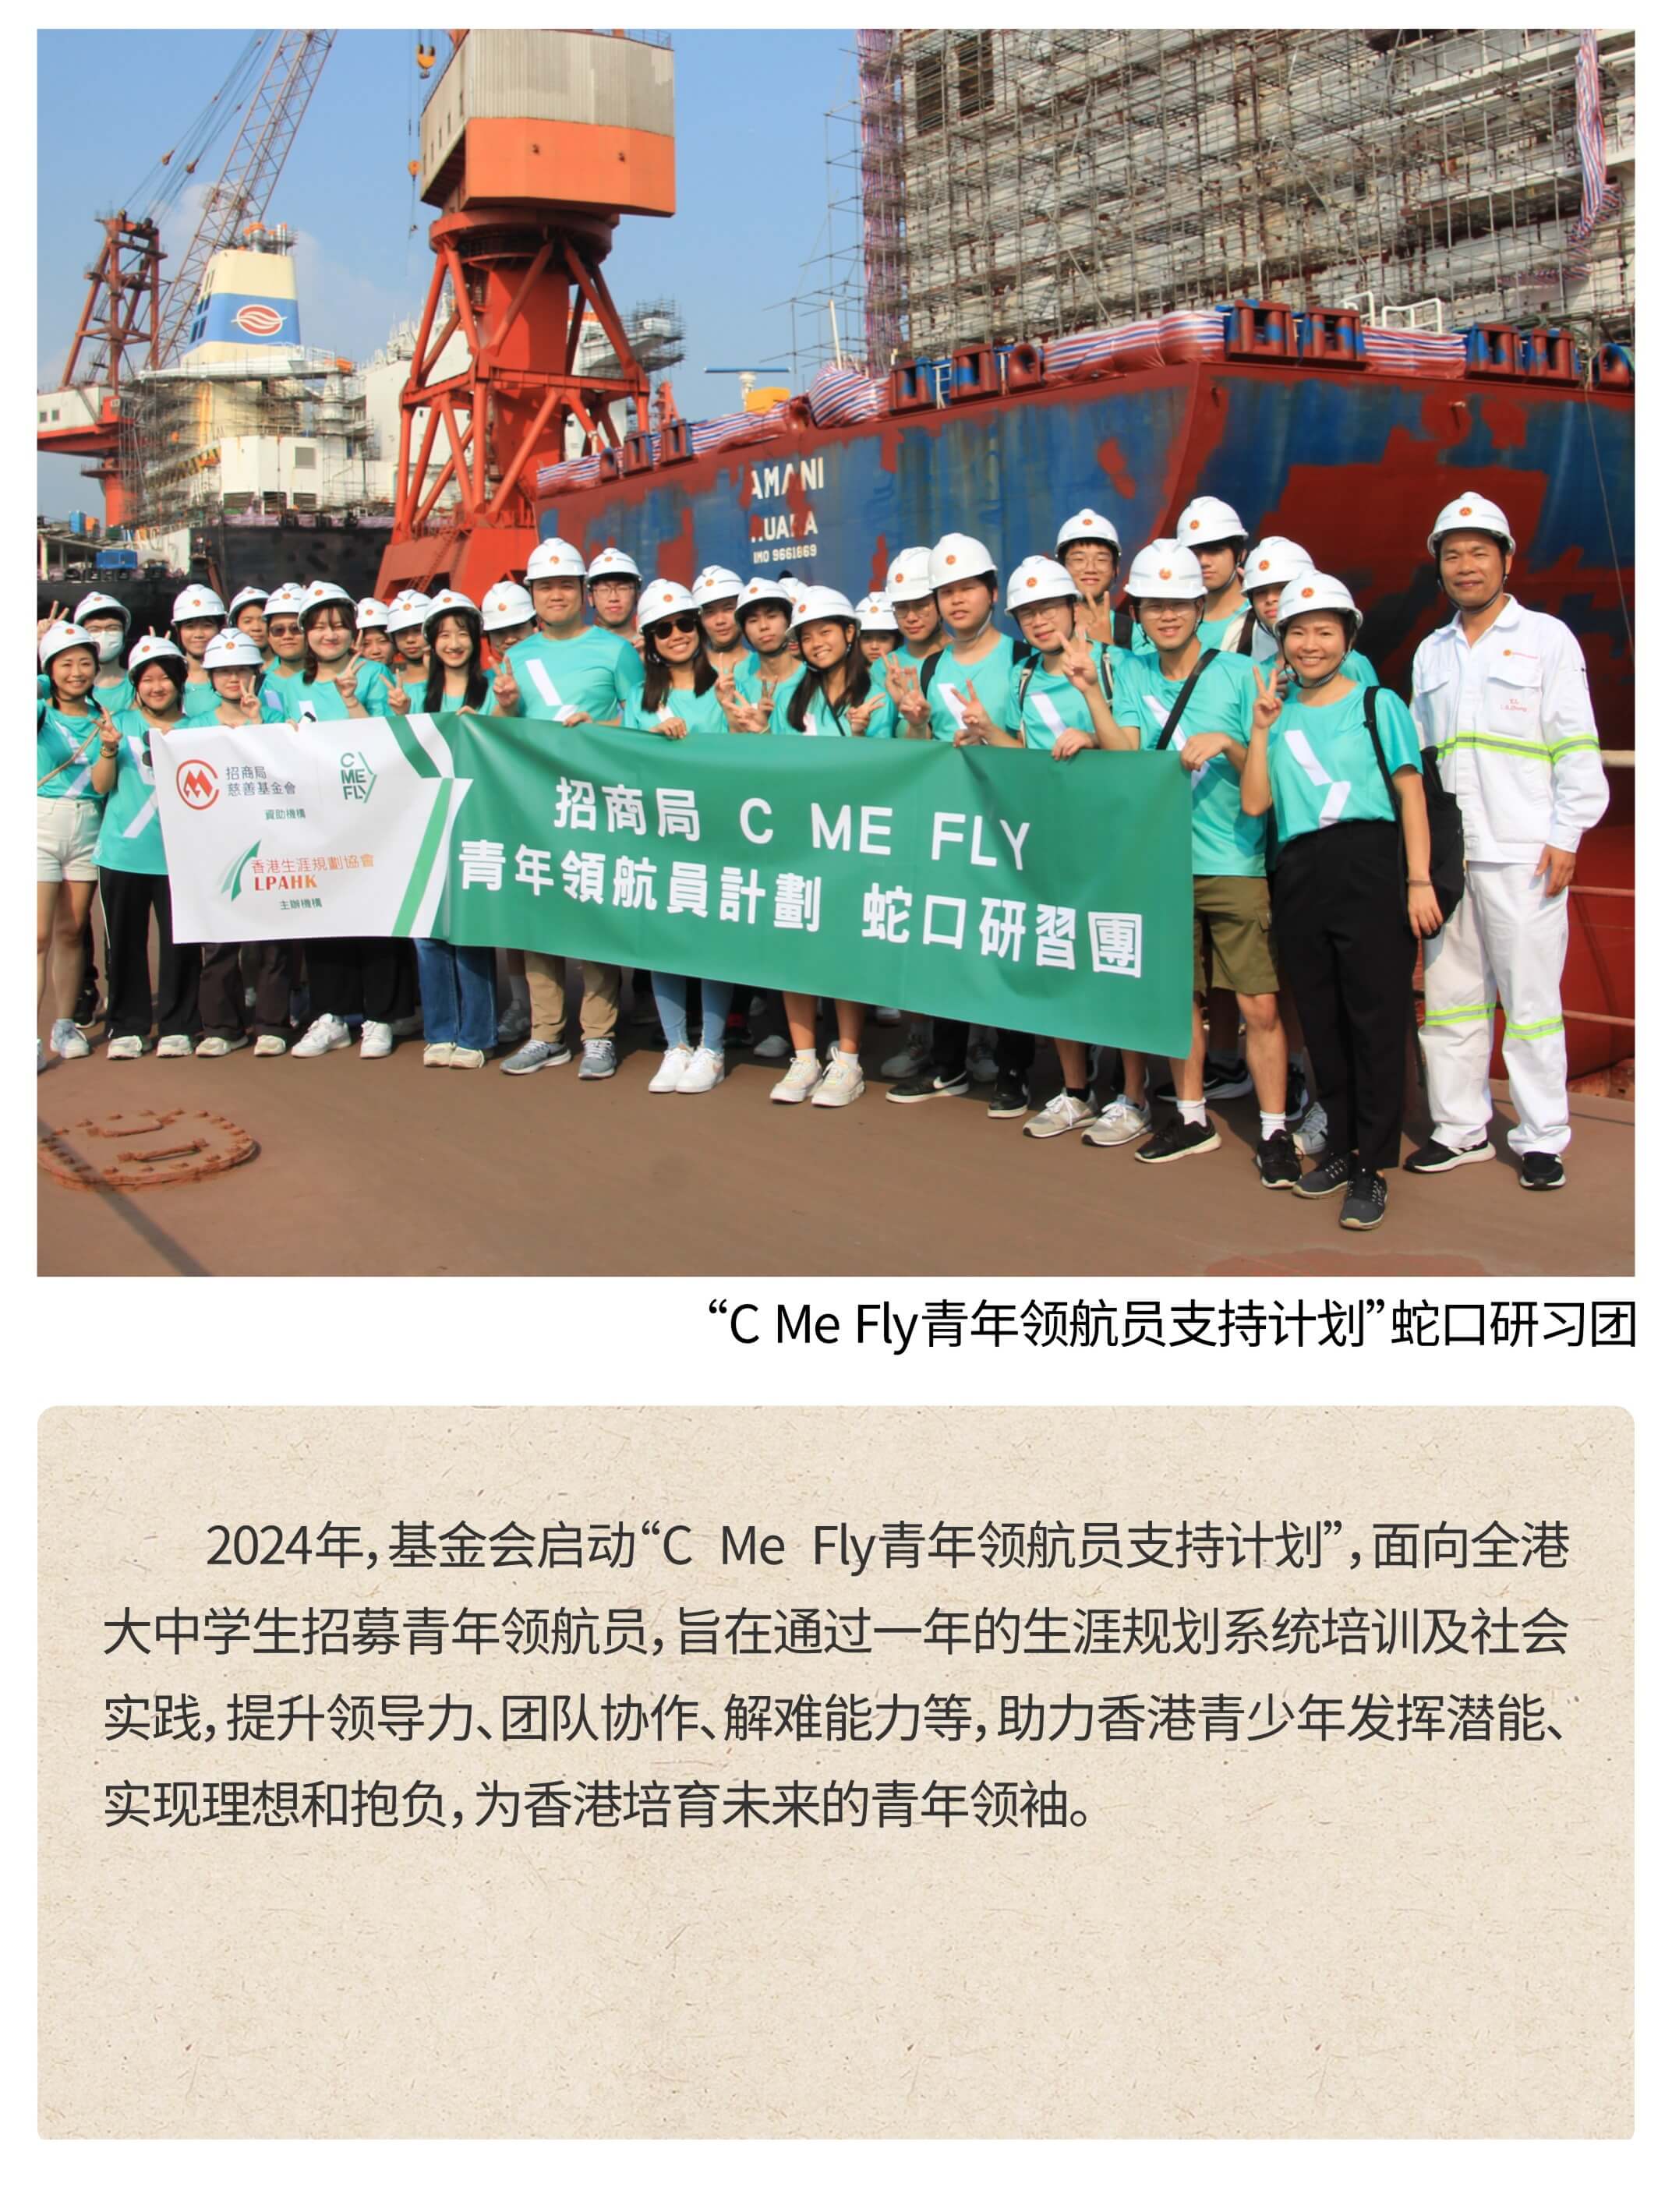 AMANI
IMO 9661869
招商局
慈善基金會
資助機構
C
ME
FLY
香港生涯規劃協會
LPAHK
主辦機構
招商局 C ME FLY
青年領航員計劃 蛇口研習團
“C Me Fly青年领航员支持计划”蛇口研习团
2024年，基金会启动“C Me Fly青年领航员支持计划”，面向全港
大中学生招募青年领航员，旨在通过一年的生涯规划系统培训及社会
实践，提升领导力、团队协作、解难能力等，助力香港青少年发挥潜能、
实现理想和抱负，为香港培育未来的青年领袖。